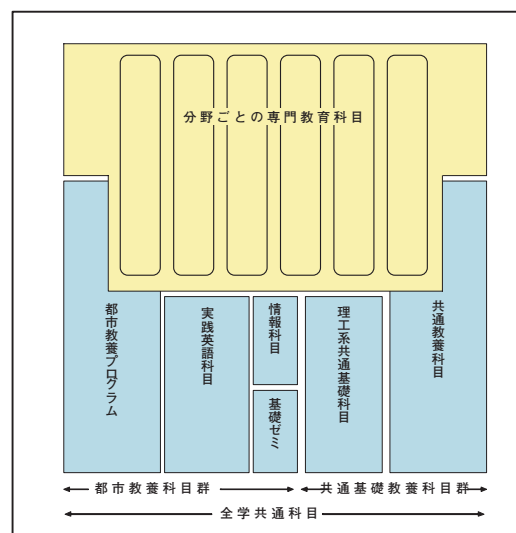 分野ごとの専門教育科目
都市教養プログラム
実践英語科目
情報科目
基礎ゼミ
理工系共通基礎科目
共通教養科目
都市教養科目群
共通基礎教養科目群
全学共通科目